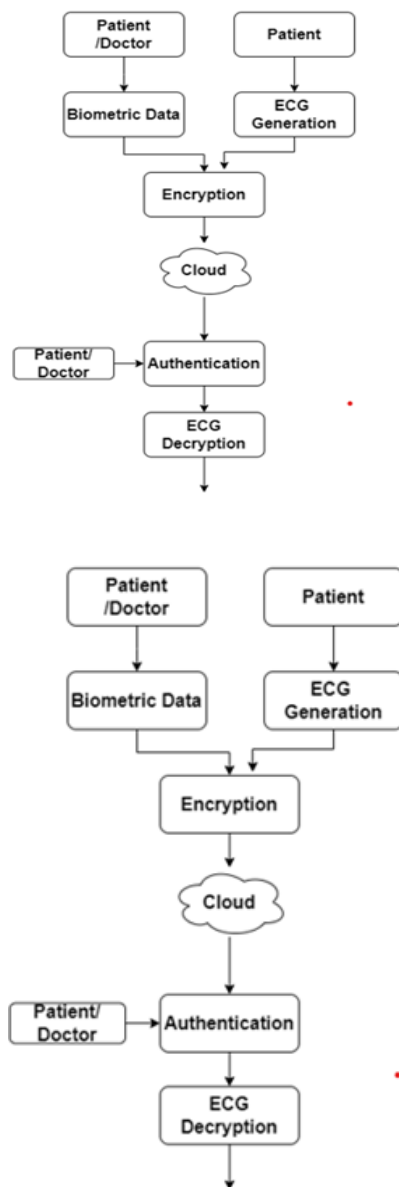 Patient
/Doctor
Patient
Biometric Data
ECG
Generation
Encryption
Cloud
Patient/
Doctor
Authentication
ECG
Decryption
Patient
/Doctor
Patient
Biometric Data
ECG
Generation
Encryption
Cloud
Patient/
Doctor
Authentication
ECG
Decryption